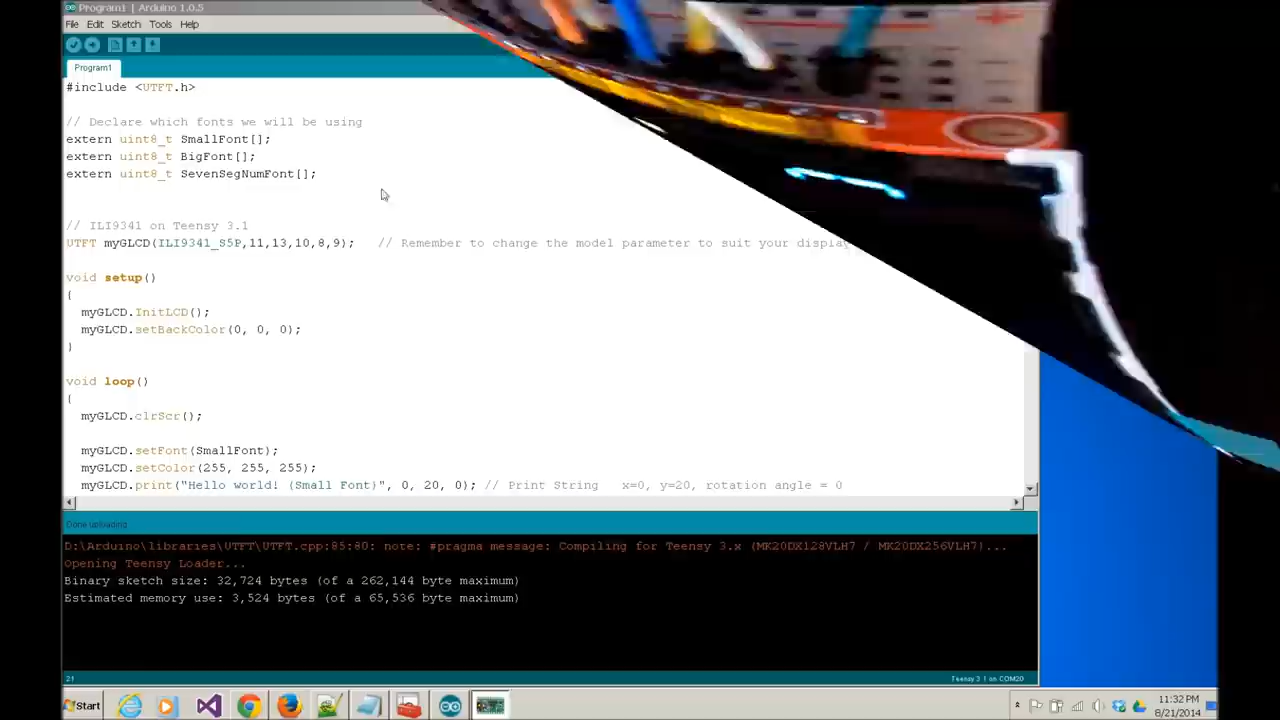 Program1 | Arduino 1.0.5
File Edit Sketch Tools Help
Program1
#include <UTFT.h>
// Declare which fonts we will be using
extern uint8_t SmallFont[];
extern uint8_t BigFont[];
extern uint8_t SevenSegNumFont[];
// ILI9341 on Teensy 3.1
UTFT myGLCD(ILI9341_S5P,11,13,10,8,9);   // Remember to change the model parameter to suit your display
void setup()
{
  myGLCD.InitLCD();
  myGLCD.setBackColor(0, 0, 0);
}
void loop()
{
  myGLCD.clrScr();
  myGLCD.setFont(SmallFont);
  myGLCD.setColor(255, 255, 255);
  myGLCD.print("Hello world! (Small Font)", 0, 20, 0); // Print String   x=0, y=20, rotation angle = 0
Done uploading.
D:\Arduino\libraries\UTFT\UTFT.cpp:85:80: note: #pragma message: Compiling for Teensy 3.x (MK20DX128VLH7 / MK20DX256VLH7)...
Opening Teensy Loader...
Binary sketch size: 32,724 bytes (of a 262,144 byte maximum)
Estimated memory use: 3,524 bytes (of a 65,536 byte maximum)
21 Teensy 3.1 on COM20
Start 11:32 PM
8/21/2014